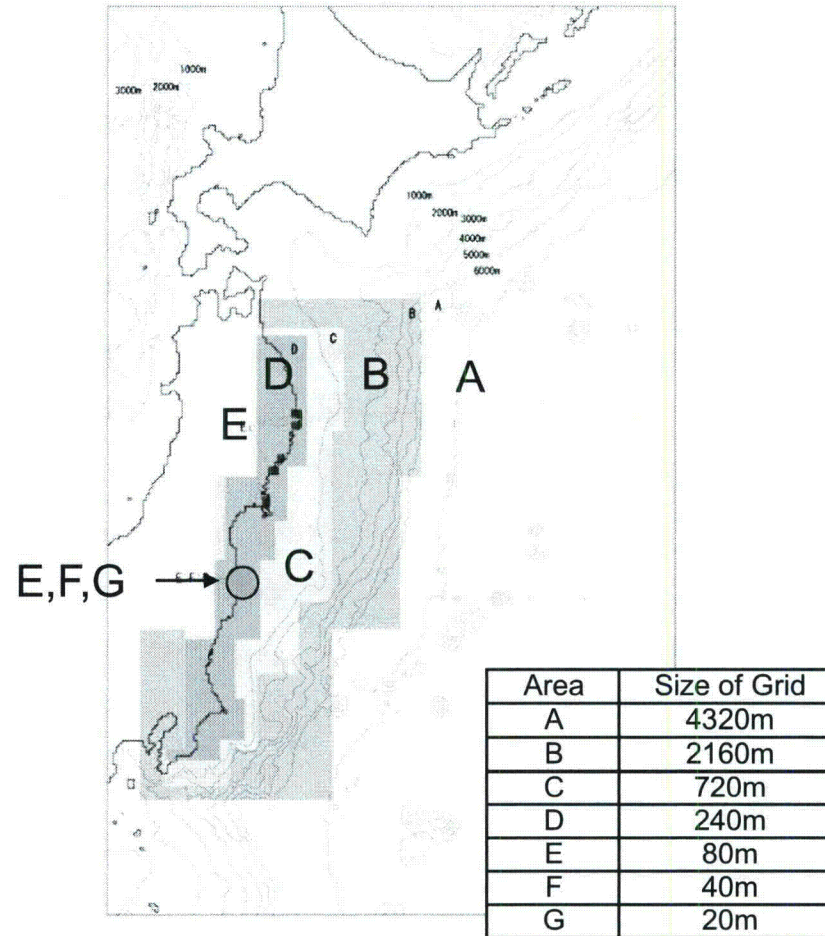 1000m
3000m 2000m
1000m
2000m 3000m
4000m
5000m
6000m
A
B
C
D
D B A
E
C
E,F,G
Area Size of Grid
A 4320m
B 2160m
C 720m
D 240m
E 80m
F 40m
G 20m